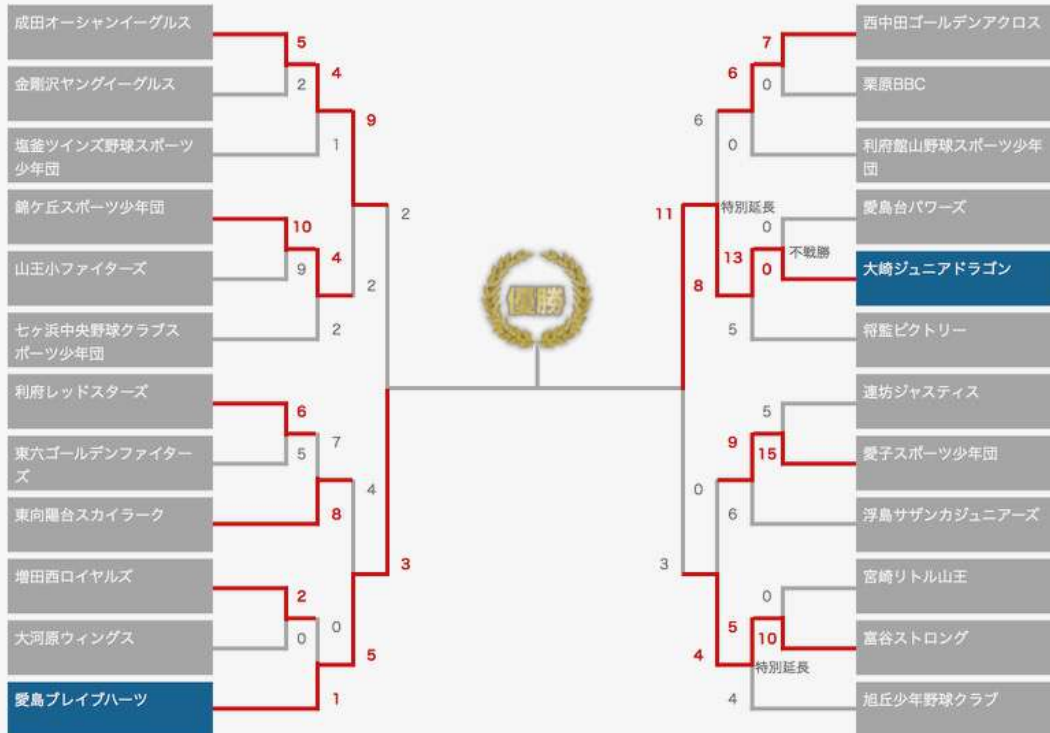 成田オーシャンイーグルス
金剛沢ヤングイーグルス
塩釜ツインズ野球スポーツ
少年団
錦ケ丘スポーツ少年団
山王小ファイターズ
七ヶ浜中央野球クラブス
ポーツ少年団
利府レッドスターズ
東六ゴールデンファイター
ズ
東向陽台スカイラーク
増田西ロイヤルズ
大河原ウィングス
愛島ブレイブハーツ
5
2
4
1
9
10
9
4
2
2
2
6
5
7
8
4
2
0
0
1
5
3
優勝
西中田ゴールデンアクロス
栗原BBC
利府館山野球スポーツ少年
団
愛島台パワーズ
大崎ジュニアドラゴン
将監ビクトリー
連坊ジャスティス
愛子スポーツ少年団
浮島サザンカジュニアーズ
宮崎リトル山王
富谷ストロング
旭丘少年野球クラブ
7
0
6
0
6
特別延長
11
8
0
不戦勝
13
0
5
5
9
15
0
6
3
0
5
10
4
特別延長
4